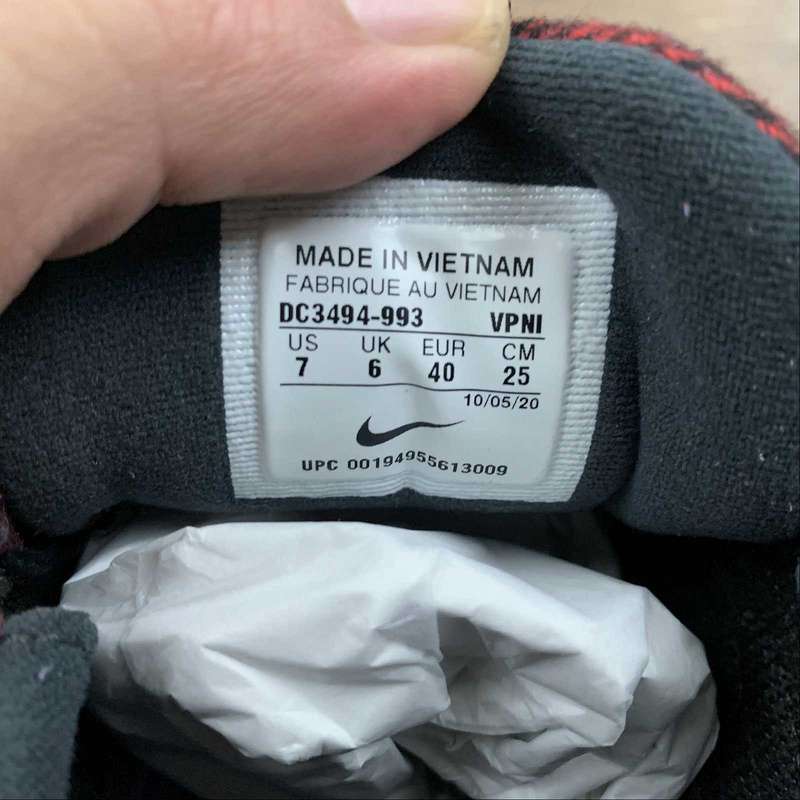 MADE IN VIETNAM
FABRIQUE AU VIETNAM
DC3494-993 VPNI
US UK EUR CM
7 6 40 25
10/05/20
UPC 00194955613009